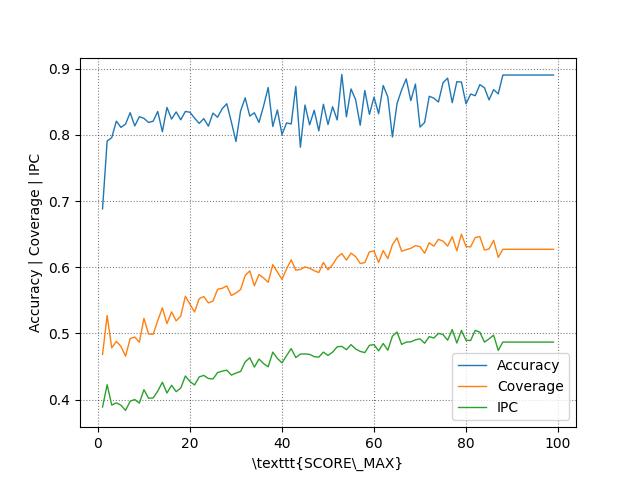 0.9
0.8
0.7
0.6
0.5
0.4
Accuracy | Coverage | IPC
Accuracy
Coverage
IPC
0 20 40 60 80 100
\texttt{SCORE\_MAX}